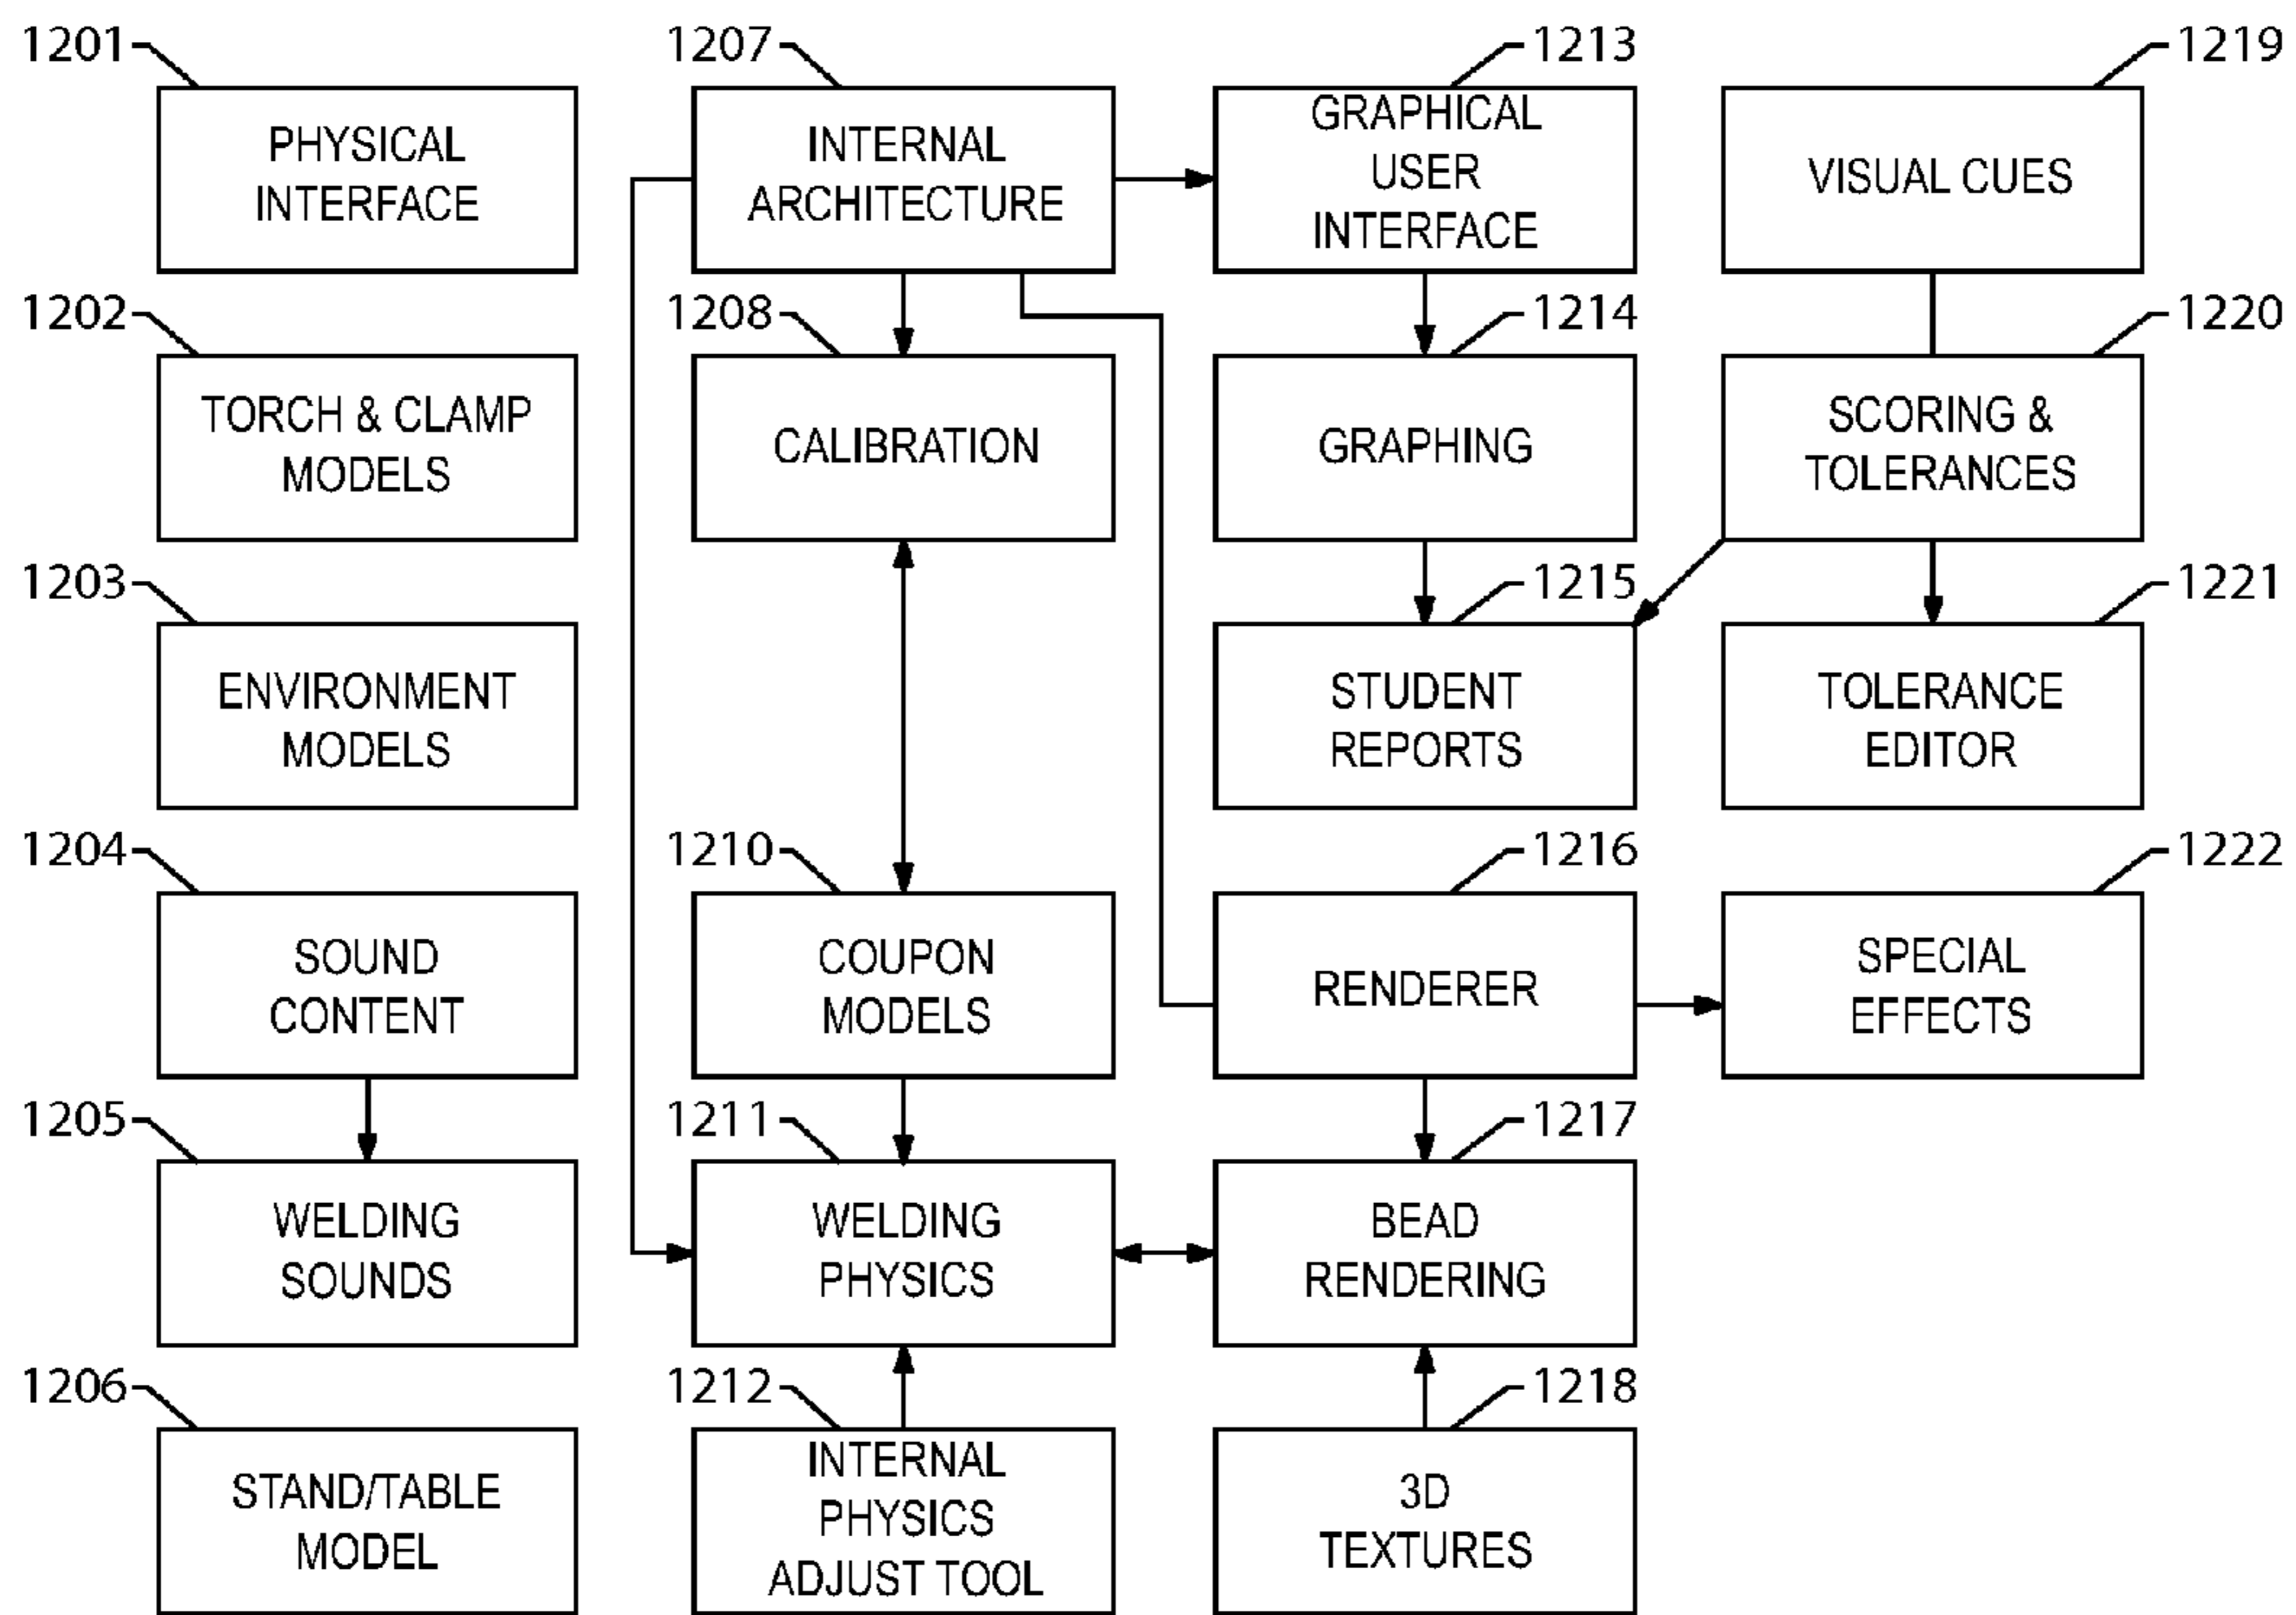 1201
PHYSICAL
INTERFACE
1202
TORCH & CLAMP
MODELS
1203
ENVIRONMENT
MODELS
1204
SOUND
CONTENT
1205
WELDING
SOUNDS
1206
STAND/TABLE
MODEL
1207
INTERNAL
ARCHITECTURE
1208
CALIBRATION
1210
COUPON
MODELS
1211
WELDING
PHYSICS
1212
INTERNAL
PHYSICS
ADJUST TOOL
1213
GRAPHICAL
USER
INTERFACE
1214
GRAPHING
1215
STUDENT
REPORTS
1216
RENDERER
1217
BEAD
RENDERING
1218
3D
TEXTURES
1219
VISUAL CUES
1220
SCORING &
TOLERANCES
1221
TOLERANCE
EDITOR
1222
SPECIAL
EFFECTS